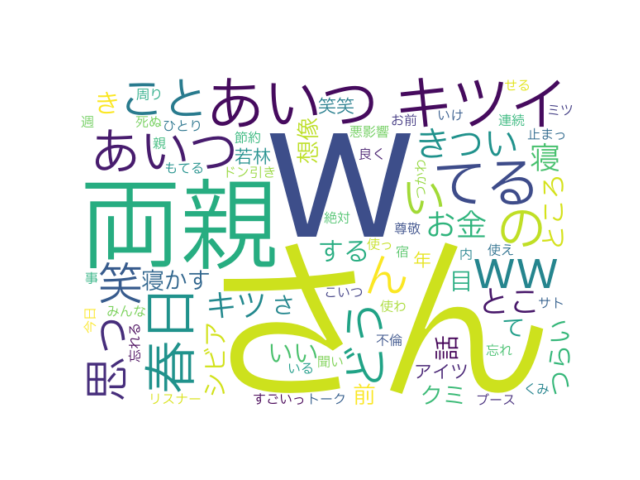 周り
こと
あいつ
キツイ
せる
き
笑笑
お前
いけ
ミツ
週
死ぬ
ひとり
想像
悪影響
連続
止まっ
親
節約
あいつ
若林
良く
きつい
寝
もてる
ドン引き
W
つかわ
てる
ところ
両親
い
絶対
お金
の
尊敬
する
使っ
宿
内
使え
笑
寝かす
さん
ん
年
目
ww
事
春日
キツ
さ
どう
こいつ
使わ
とこ
サト
今日
みんな
忘れる
思っ
シビア
いい
聞い
いる
不倫
話
て
忘れ
つらい
アイツ
リスナー
すごいっ
トーク
前
クミ
ブース
くみ